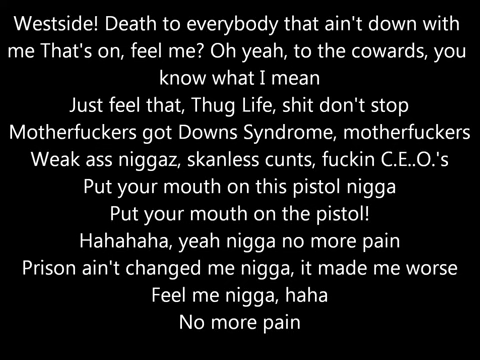 Westside! Death to everybody that ain't down with
me That's on, feel me? Oh yeah, to the cowards, you
know what I mean
Just feel that, Thug Life, shit don't stop
Motherfuckers got Downs Syndrome, motherfuckers
Weak ass niggaz, skanless cunts, fuckin C.E..O.'s
Put your mouth on this pistol nigga
Put your mouth on the pistol!
Hahahaha, yeah nigga no more pain
Prison ain't changed me nigga, it made me worse
Feel me nigga, haha
No more pain